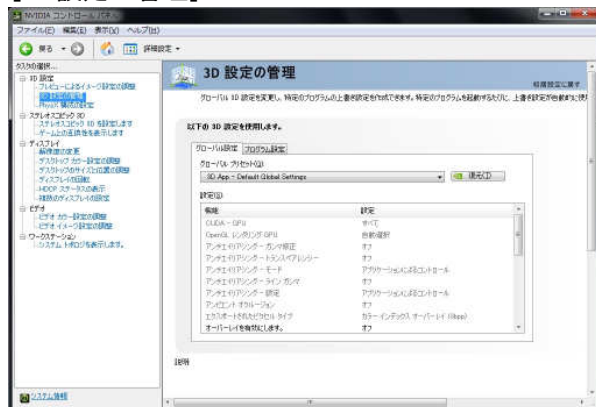 NVIDIA コントロール パネル
ファイル(F) 編集(E) 表示(V) ヘルプ(H)
戻る 詳細設定
タスクの選択...
3D 設定
プレビューによるイメージ設定の調整
3D 設定の管理
ステレオスコピック 3D
ステレオスコピック 3D を設定します
ゲームとの互換性を表示します
ディスプレイ
解像度の変更
デスクトップ カラー設定の調整
デスクトップのサイズと位置の調整
ディスプレイの回転
HDCP ステータスの表示
複数のディスプレイの設定
ビデオ
ビデオ カラー設定の調整
ビデオ イメージ設定の調整
ワークステーション
システム トポロジを表示します。
システム情報
3D 設定の管理
初期設定に戻す
グローバル 3D 設定を変更し、特定のプログラムの上書き設定を作成できます。特定のプログラムを起動するたびに、上書き設定が自動的に使
以下の 3D 設定を使用します。
グローバル設定 プログラム設定
グローバル プリセット(G)
3D App - Default Global Settings 復元(T)
設定(S):
機能 設定
CUDA - GPU すべて
OpenGL レンダリング GPU 自動選択
アンチエイリアシング - ガンマ修正 オフ
アンチエイリアシング - トランスペアレンシー オフ
アンチエイリアシング - モード アプリケーションによるコントロール
アンチエイリアシング - ライン ガンマ オフ
アンチエイリアシング - 設定 アプリケーションによるコントロール
アンビエント オクルージョン オフ
エクスポートされたピクセル タイプ カラー インデックス オーバーレイ (8bpp)
オーバーレイを有効にします。 オフ
説明